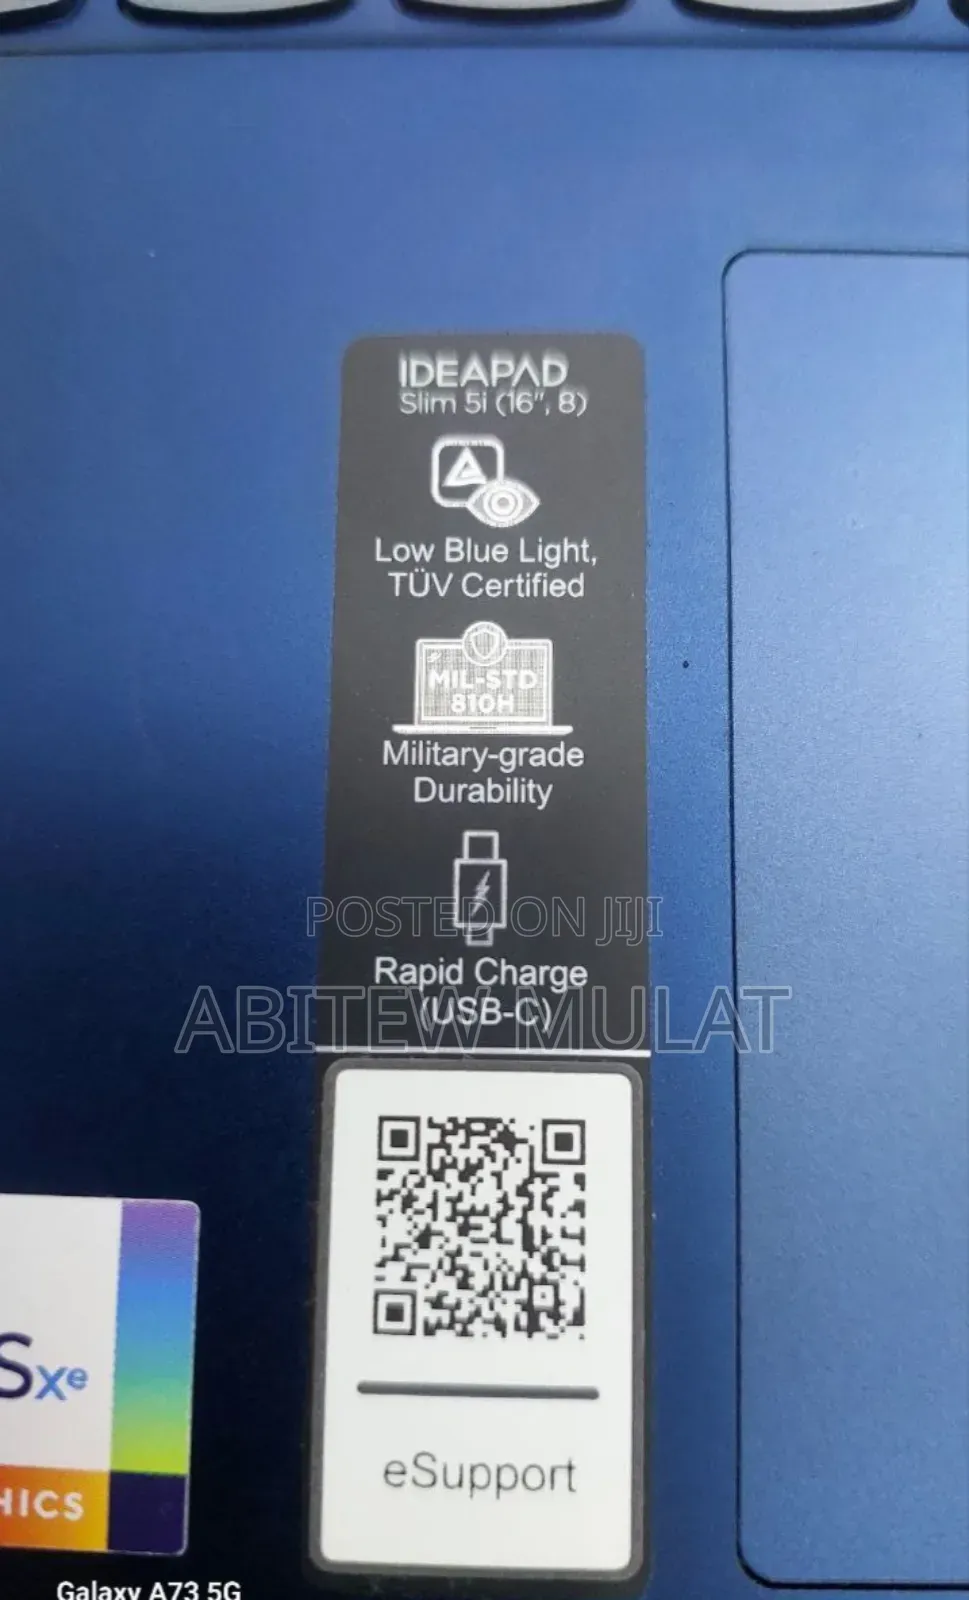 IDEAPAD
Slim 5i (16", 8)
Low Blue Light,
TÜV Certified
MIL-STD
810H
Military-grade
Durability
POSTED ON JIJI
Rapid Charge
(USB-C)
ABITEW MULAT
eSupport
Sxe
HICS
Galaxy A73 5G